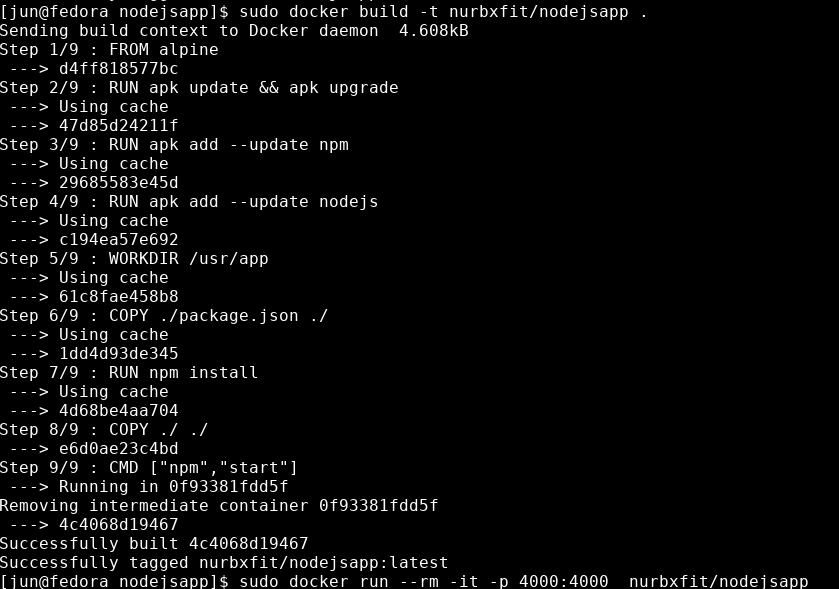 [jun@fedora nodejsapp]$ sudo docker build -t nurbxfit/nodejsapp .
Sending build context to Docker daemon  4.608kB
Step 1/9 : FROM alpine
 ---> d4ff818577bc
Step 2/9 : RUN apk update && apk upgrade
 ---> Using cache
 ---> 47d85d24211f
Step 3/9 : RUN apk add --update npm
 ---> Using cache
 ---> 29685583e45d
Step 4/9 : RUN apk add --update nodejs
 ---> Using cache
 ---> c194ea57e692
Step 5/9 : WORKDIR /usr/app
 ---> Using cache
 ---> 61c8fae458b8
Step 6/9 : COPY ./package.json ./
 ---> Using cache
 ---> 1dd4d93de345
Step 7/9 : RUN npm install
 ---> Using cache
 ---> 4d68be4aa704
Step 8/9 : COPY ./ ./
 ---> e6d0ae23c4bd
Step 9/9 : CMD ["npm","start"]
 ---> Running in 0f93381fdd5f
Removing intermediate container 0f93381fdd5f
 ---> 4c4068d19467
Successfully built 4c4068d19467
Successfully tagged nurbxfit/nodejsapp:latest
[jun@fedora nodejsapp]$ sudo docker run --rm -it -p 4000:4000  nurbxfit/nodejsapp